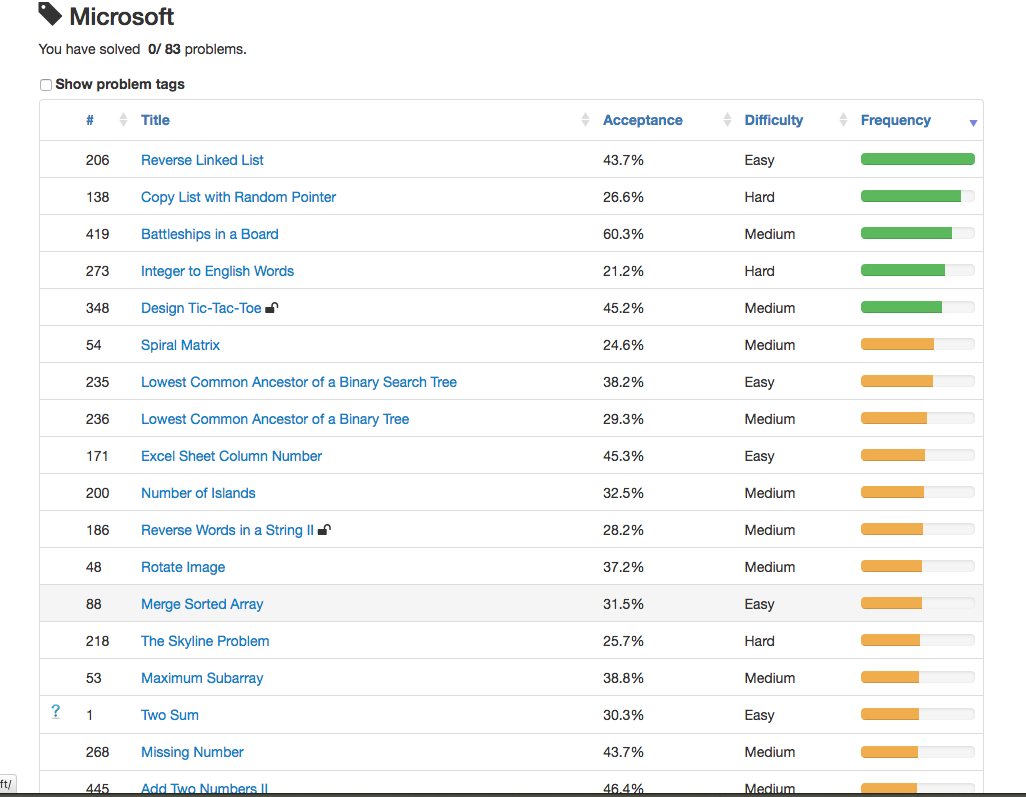 Microsoft
You have solved 0/ 83 problems.
Show problem tags
# Title Acceptance Difficulty Frequency
206 Reverse Linked List 43.7% Easy
138 Copy List with Random Pointer 26.6% Hard
419 Battleships in a Board 60.3% Medium
273 Integer to English Words 21.2% Hard
348 Design Tic-Tac-Toe 45.2% Medium
54 Spiral Matrix 24.6% Medium
235 Lowest Common Ancestor of a Binary Search Tree 38.2% Easy
236 Lowest Common Ancestor of a Binary Tree 29.3% Medium
171 Excel Sheet Column Number 45.3% Easy
200 Number of Islands 32.5% Medium
186 Reverse Words in a String II 28.2% Medium
48 Rotate Image 37.2% Medium
88 Merge Sorted Array 31.5% Easy
218 The Skyline Problem 25.7% Hard
53 Maximum Subarray 38.8% Medium
? 1 Two Sum 30.3% Easy
268 Missing Number 43.7% Medium
ft/
445 Add Two Numbers II 46.4% Medium